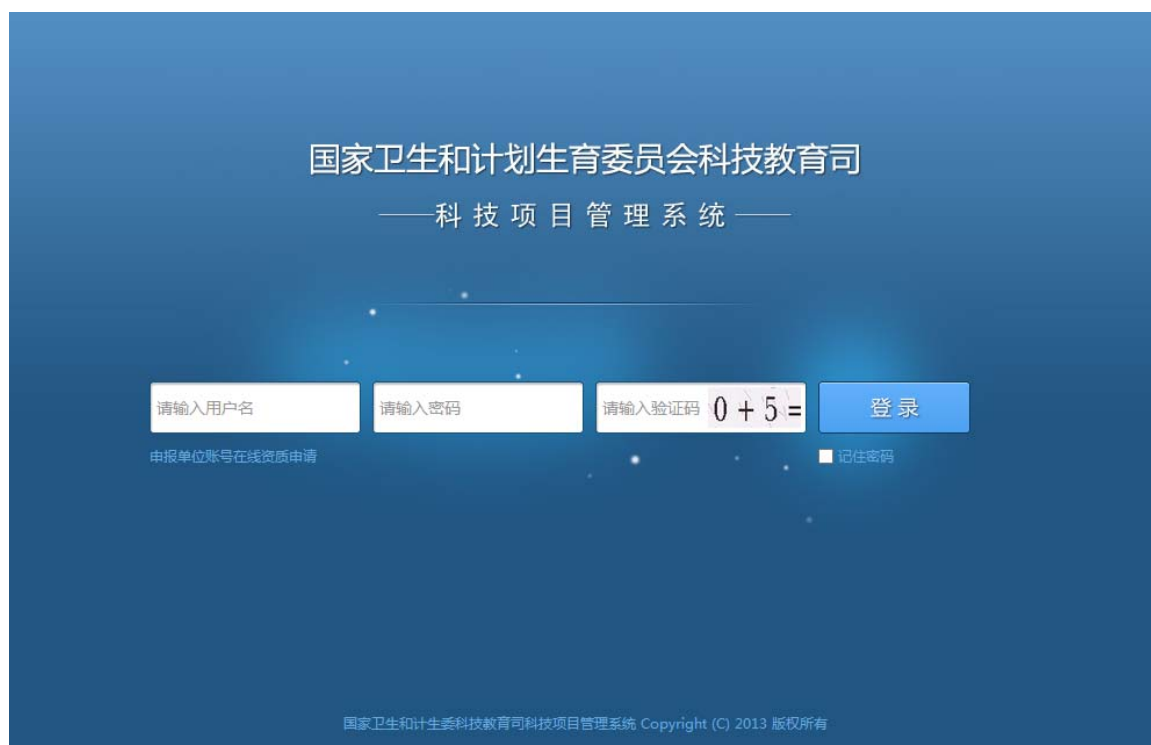 国家卫生和计划生育委员会科技教育司
科技项目管理系统
请输入用户名 请输入密码 请输入验证码 0 + 5 = 登录
申报单位账号在线资质申请 记住密码
国家卫生和计生委科技教育司科技项目管理系统 Copyright (C) 2013 版权所有